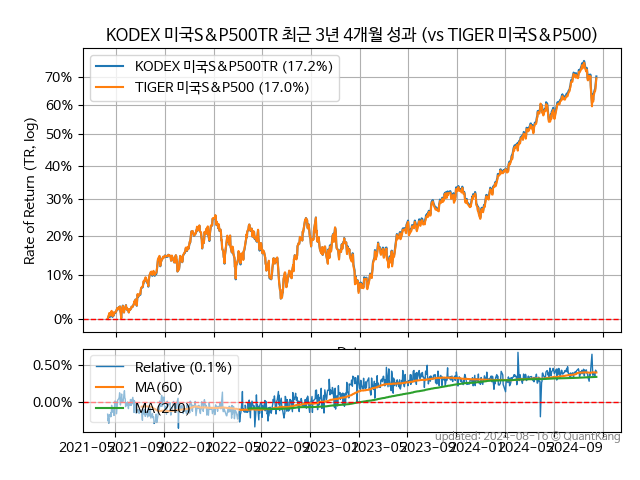 KODEX 미국S&P500TR 최근 3년 4개월 성과 (vs TIGER 미국S&P500)
KODEX 미국S&P500TR (17.2%)
TIGER 미국S&P500 (17.0%)
Rate of Return (TR, log)
70%
60%
50%
40%
30%
20%
10%
0%
0.50%
0.00%
Relative (0.1%)
MA(60)
MA(240)
2021-05 2021-09 2022-01 2022-05 2022-09 2023-01 2023-05 2023-09 2024-01 2024-05 2024-09
updated: 2024-08-16 © QuantKang